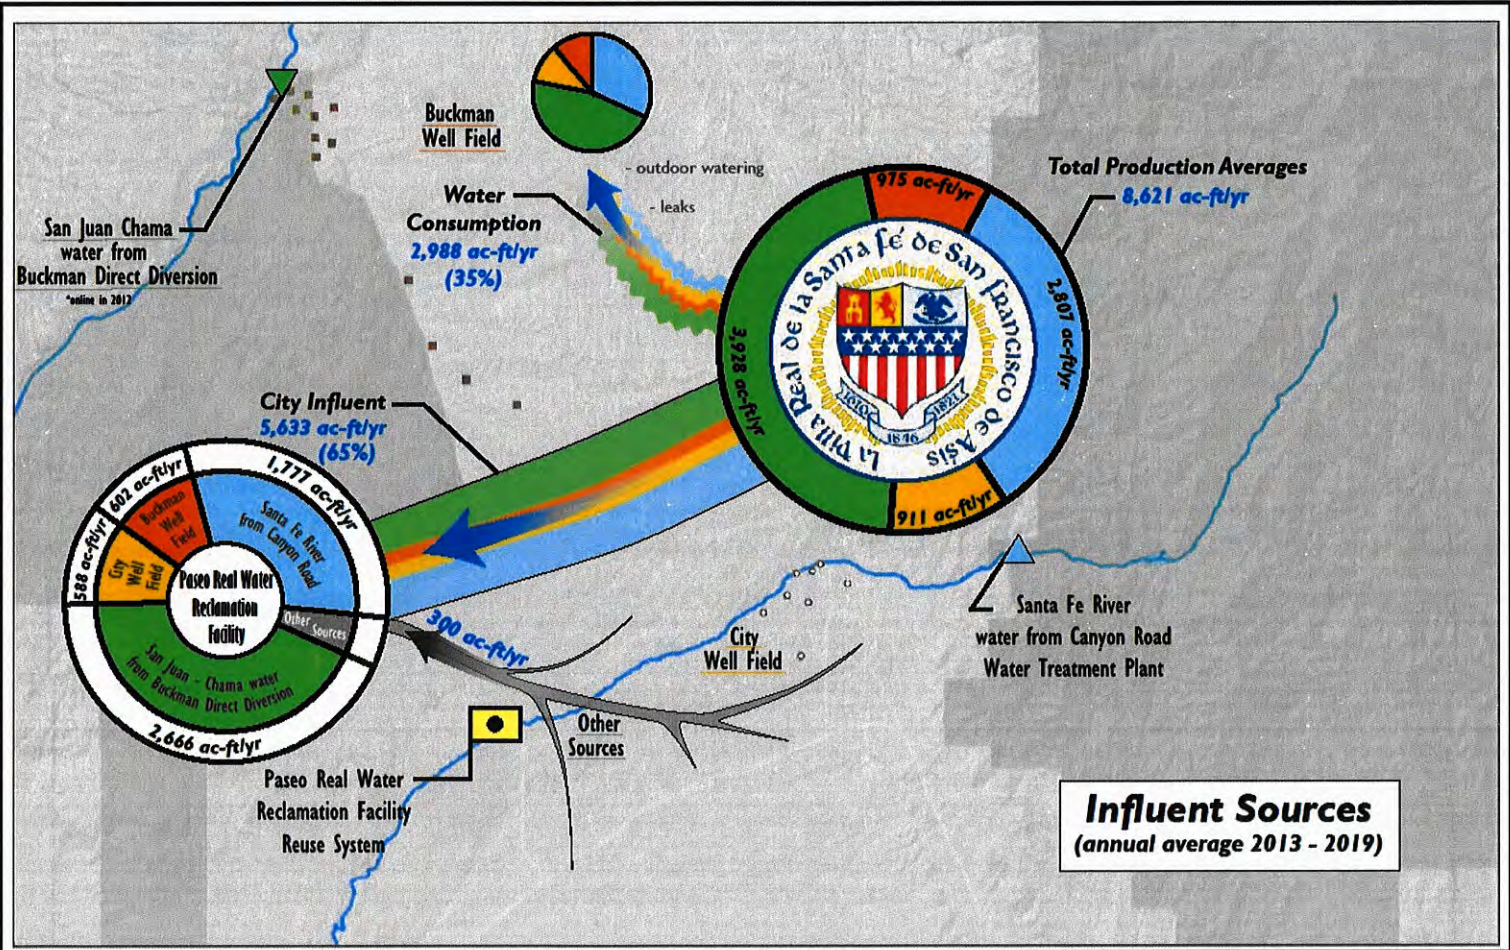 Buckman
Well Field
- outdoor watering
- leaks
Water
Consumption
2,988 ac-ft/yr
(35%)
San Juan Chama
water from
Buckman Direct Diversion
*online in 2012
Total Production Averages
8,621 ac-ft/yr
975 ac-ft/yr
2,807 ac-ft/yr
3,928 ac-ft/yr
911 ac-ft/yr
La Villa Real de la Santa fé de San francisco de Asis
1610
1846
1821
City Influent
5,633 ac-ft/yr
(65%)
1,777 ac-ft/yr
602 ac-ft/yr
588 ac-ft/yr
2,666 ac-ft/yr
Santa Fe River
from Canyon Road
Buckman
Well
Field
City
Well
Field
Paseo Real Water
Reclamation
Facility
Other
Sources
San Juan - Chama water
from Buckman Direct Diversion
300 ac-ft/yr
City
Well Field
Santa Fe River
water from Canyon Road
Water Treatment Plant
Other
Sources
Paseo Real Water
Reclamation Facility
Reuse System
Influent Sources
(annual average 2013 - 2019)